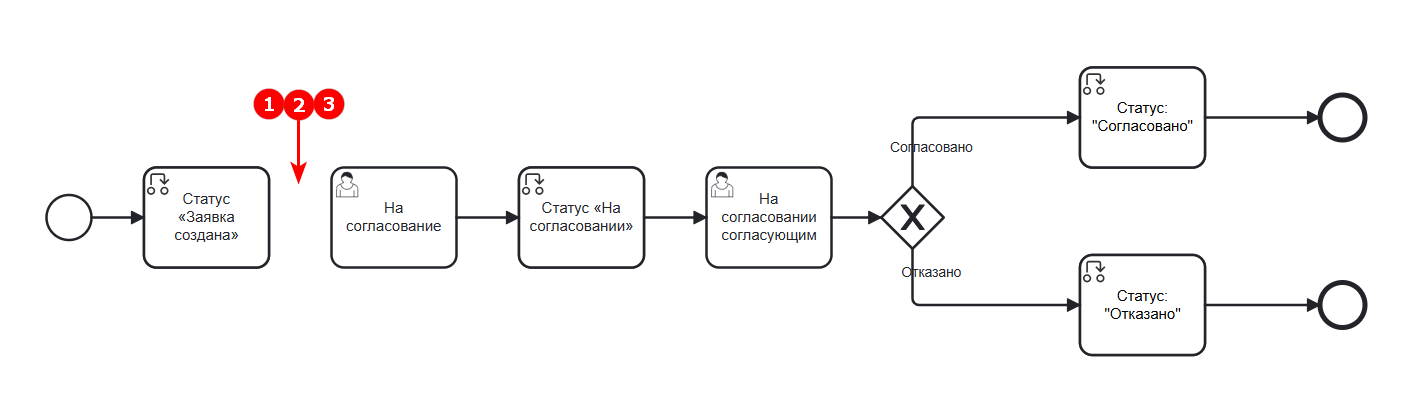 1 2 3
Статус
«Заявка
создана»
На
согласование
Статус «На
согласовании»
На
согласовании
согласующим
Согласовано
Отказано
Статус:
"Согласовано"
Статус:
"Отказано"